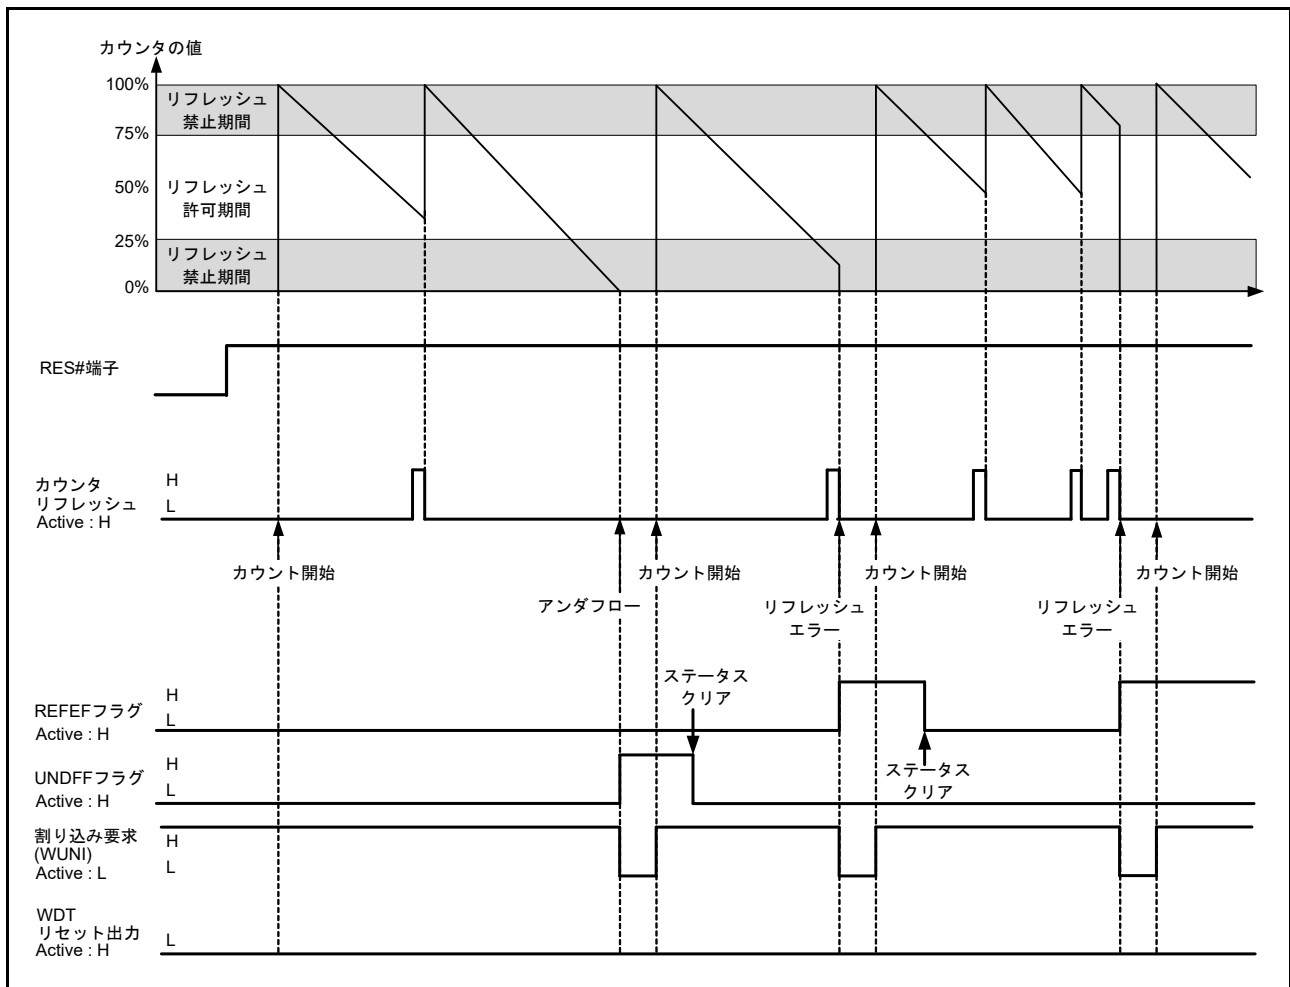 カウンタの値
100%
リフレッシュ
禁止期間
75%
50%
リフレッシュ
許可期間
25%
リフレッシュ
禁止期間
0%
RES#端子
カウンタ
リフレッシュ
Active : H
H
L
カウント開始
カウント開始
カウント開始
カウント開始
アンダフロー
リフレッシュ
エラー
リフレッシュ
エラー
ステータス
クリア
REFEFフラグ
Active : H
H
L
ステータス
クリア
UNDFFフラグ
Active : H
H
L
割り込み要求
(WUNI)
Active : L
H
L
WDT
リセット出力
Active : H
L